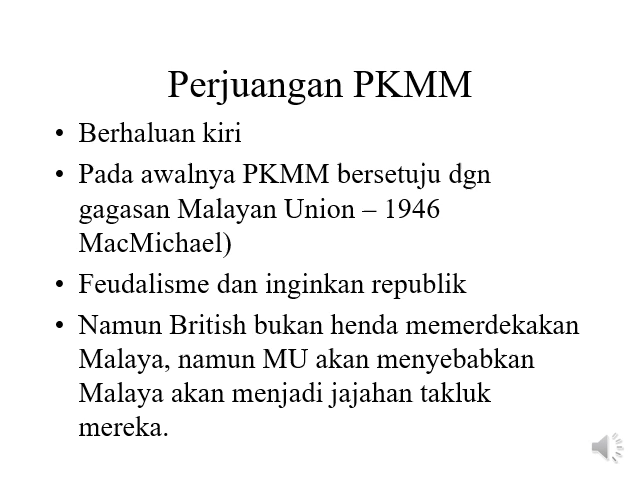 Perjuangan PKMM
• Berhaluan kiri
• Pada awalnya PKMM bersetuju dgn
gagasan Malayan Union – 1946
MacMichael)
• Feudalisme dan inginkan republik
• Namun British bukan henda memerdekakan
Malaya, namun MU akan menyebabkan
Malaya akan menjadi jajahan takluk
mereka.